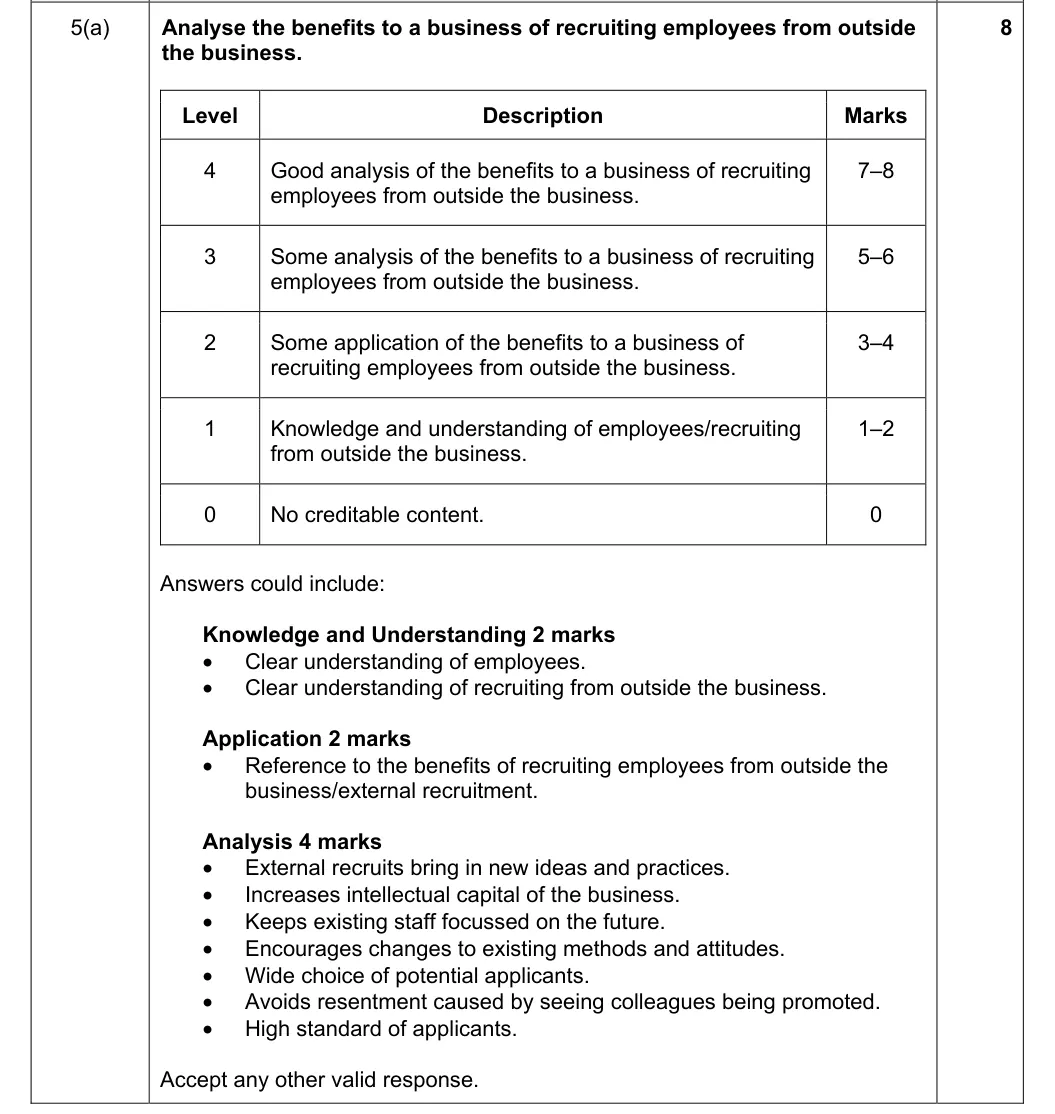 5(a) Analyse the benefits to a business of recruiting employees from outside 8
the business.
Level Description Marks
4 Good analysis of the benefits to a business of recruiting 7–8
employees from outside the business.
3 Some analysis of the benefits to a business of recruiting 5–6
employees from outside the business.
2 Some application of the benefits to a business of 3–4
recruiting employees from outside the business.
1 Knowledge and understanding of employees/recruiting 1–2
from outside the business.
0 No creditable content. 0
Answers could include:
Knowledge and Understanding 2 marks
• Clear understanding of employees.
• Clear understanding of recruiting from outside the business.
Application 2 marks
• Reference to the benefits of recruiting employees from outside the
business/external recruitment.
Analysis 4 marks
• External recruits bring in new ideas and practices.
• Increases intellectual capital of the business.
• Keeps existing staff focussed on the future.
• Encourages changes to existing methods and attitudes.
• Wide choice of potential applicants.
• Avoids resentment caused by seeing colleagues being promoted.
• High standard of applicants.
Accept any other valid response.